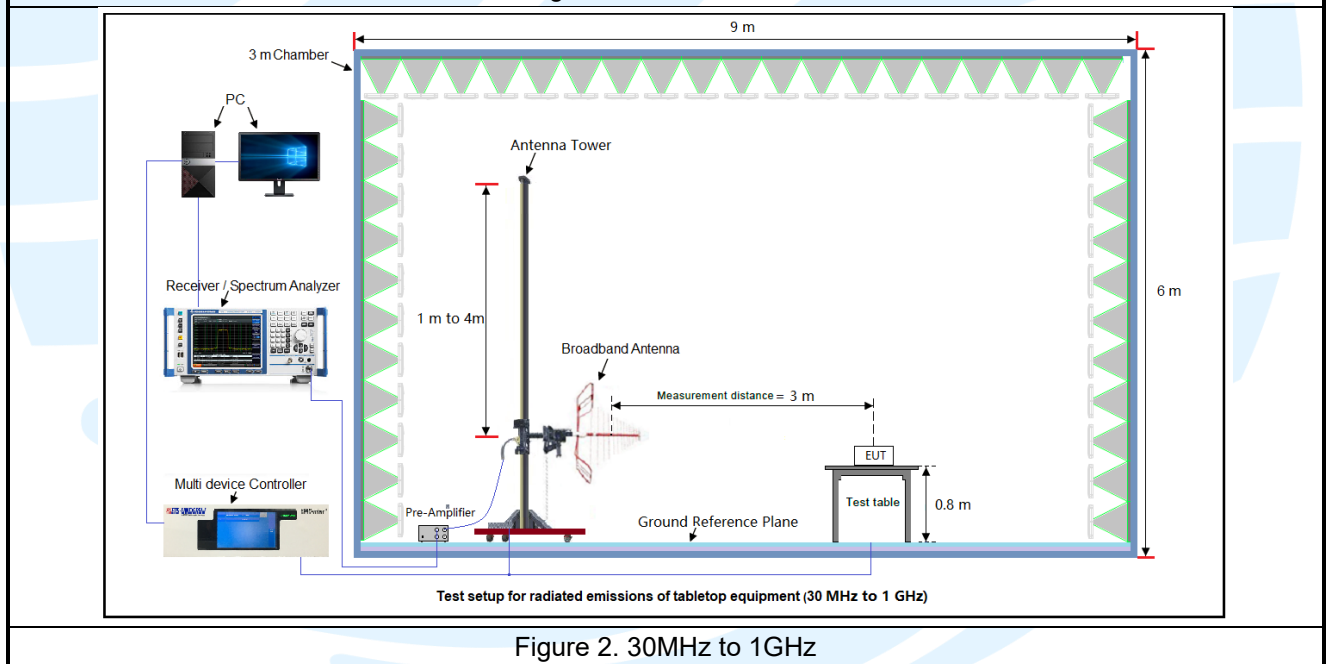 9 m
3 m Chamber
PC
Antenna Tower
Receiver / Spectrum Analyzer
6 m
1 m to 4m
Broadband Antenna
Measurement distance = 3 m
EUT
Multi device Controller
Pre-Amplifier
Test table
0.8 m
Ground Reference Plane
Test setup for radiated emissions of tabletop equipment (30 MHz to 1 GHz)
Figure 2. 30MHz to 1GHz